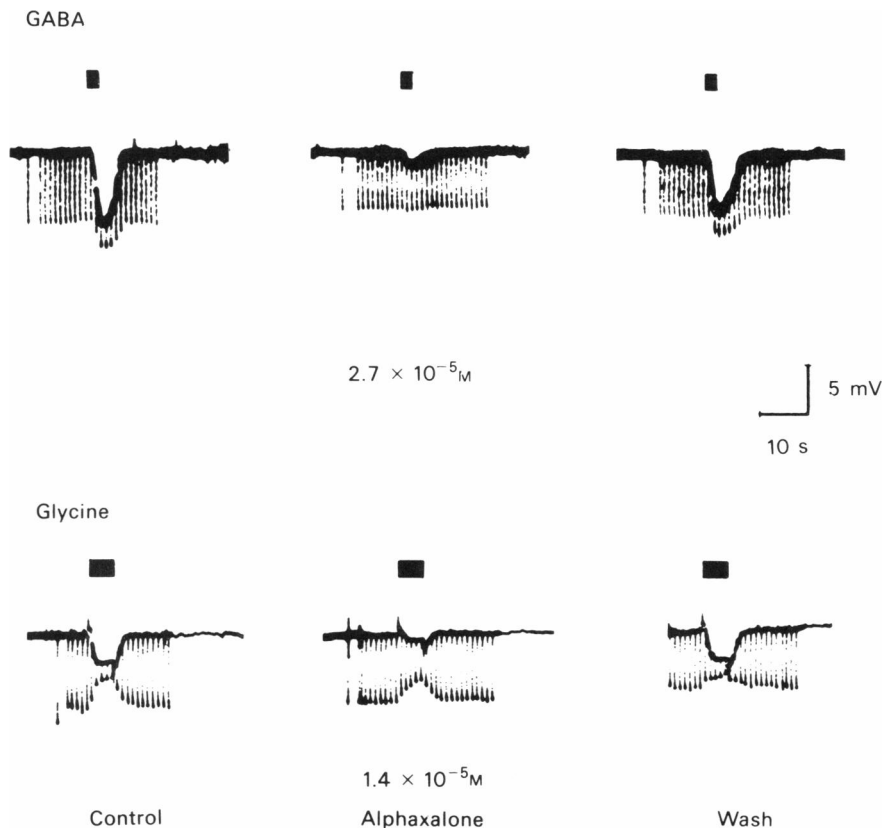 GABA
2.7 × 10⁻⁵M
5 mV
10 s
Glycine
1.4 × 10⁻⁵M
Control Alphaxalone Wash